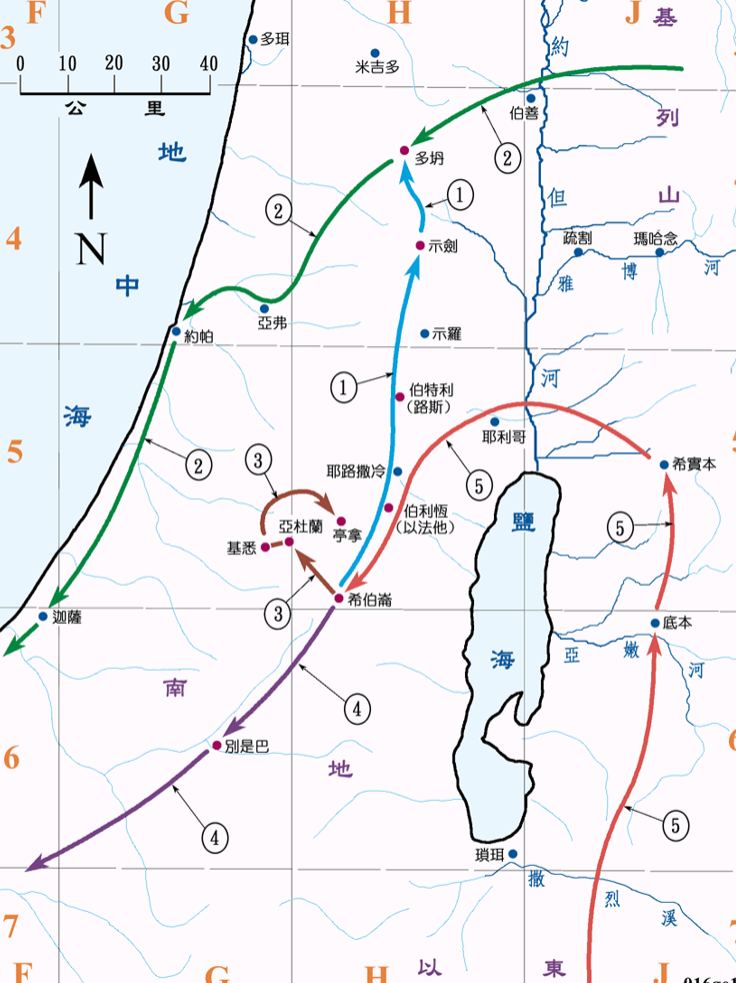 F G H J
3
多珥
約
基
米吉多
0 10 20 30 40
公里
伯善
列
地
②
多坍
①
但
山
②
N
4
示劍
疏割
瑪哈念
雅博河
中
亞弗
約帕
示羅
河
①
伯特利
(路斯)
海
5
耶利哥
②
③
耶路撒冷
⑤
希實本
伯利恆
(以法他)
鹽
⑤
亞杜蘭
亭拿
基悉
③
希伯崙
迦薩
底本
亞嫩河
海
南
④
別是巴
地
6
④
⑤
瑣珥
撒烈溪
7
以東
F G H J